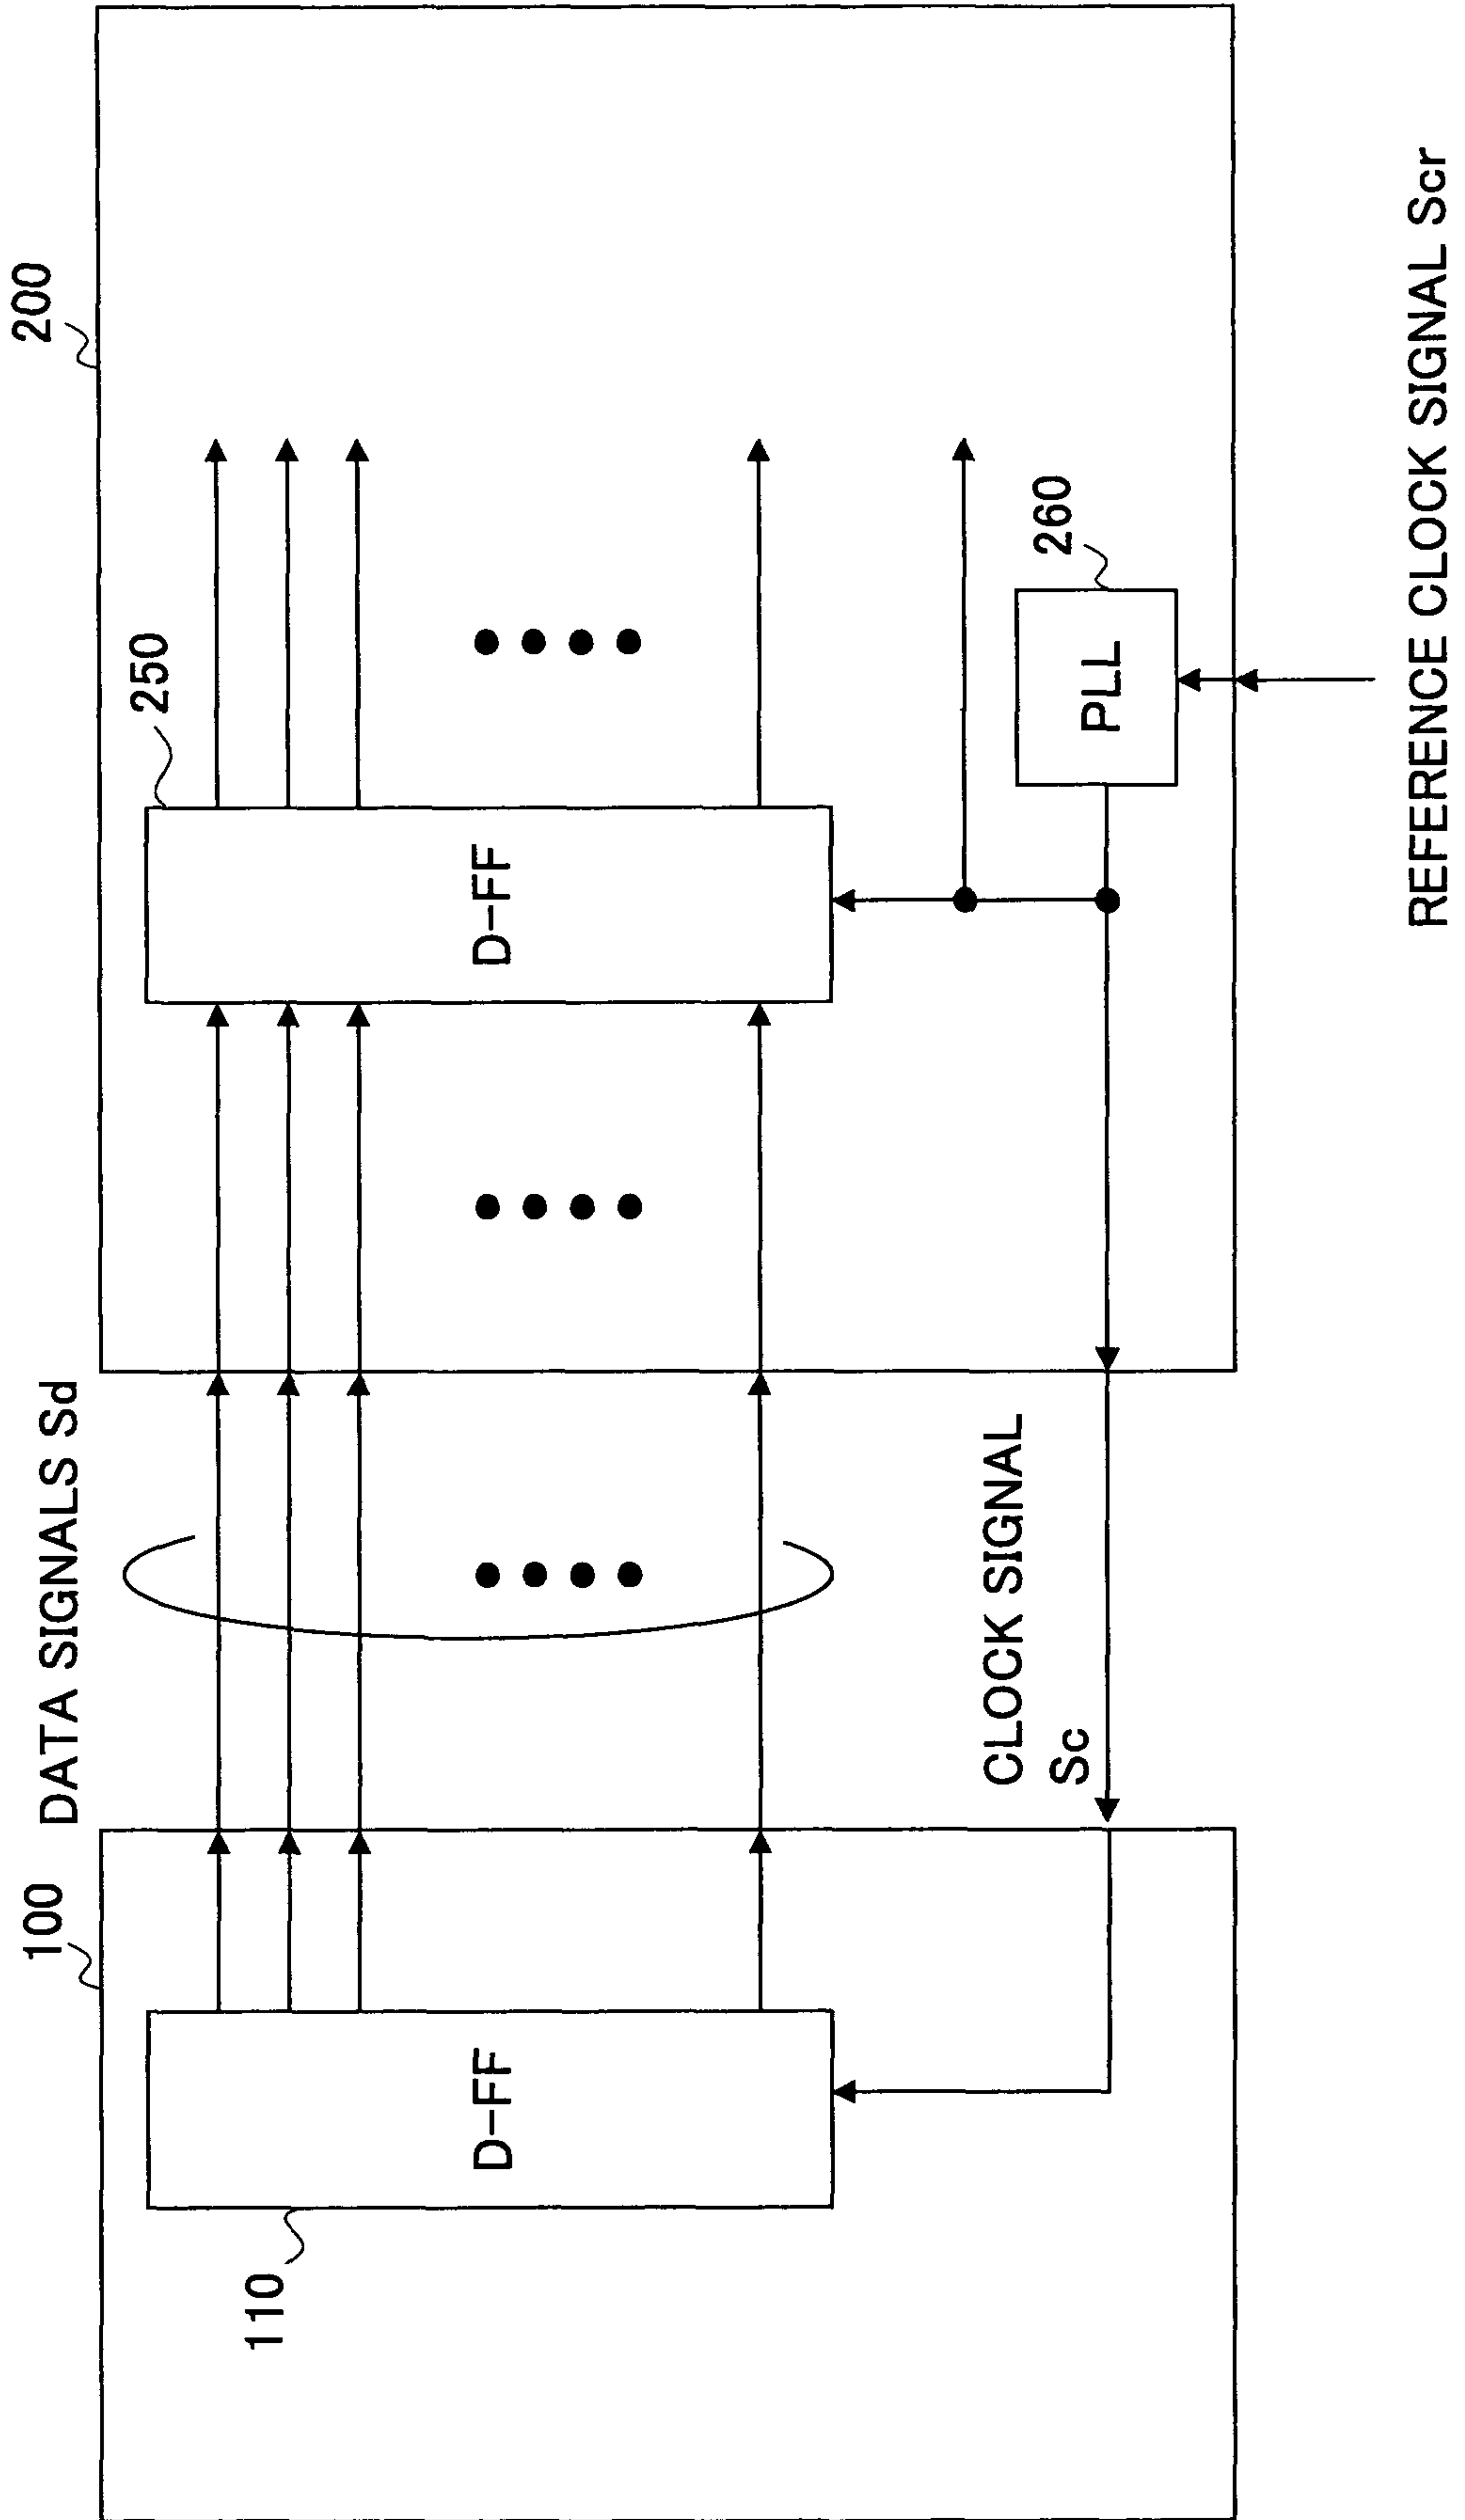 100
DATA SIGNALS Sd
200
110
D-FF
250
D-FF
CLOCK SIGNAL
Sc
260
PLL
REFERENCE CLOCK SIGNAL Scr